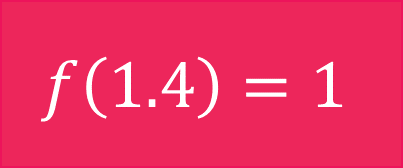 f(1.4) = 1